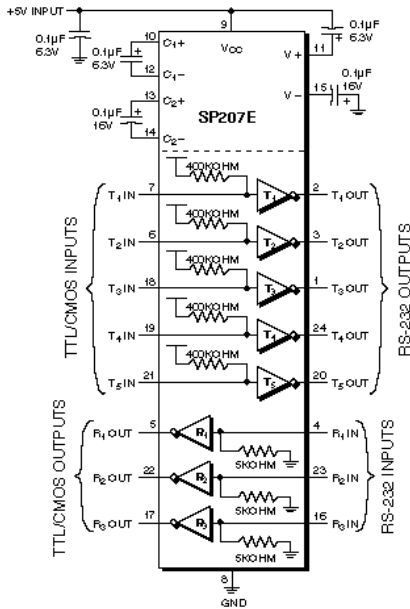 +5V INPUT
9
0.1µF
6.3V
0.1µF
6.3V
10
C1+
VCC
V +
11
0.1µF
6.3V
12
C1-
13
C2+
V -
15
0.1µF
16V
0.1µF
16V
14
C2-
SP207E
400KOHM
T1 IN
7
T1
2
T1 OUT
400KOHM
T2 IN
6
T2
3
T2 OUT
400KOHM
T3 IN
18
T3
1
T3 OUT
400KOHM
T4 IN
19
T4
24
T4 OUT
400KOHM
T5 IN
21
T5
20
T5 OUT
TTL/CMOS INPUTS
RS-232 OUTPUTS
R1 OUT
5
R1
4
R1 IN
5KOHM
R2 OUT
22
R2
23
R2 IN
5KOHM
R3 OUT
17
R3
16
R3 IN
5KOHM
TTL/CMOS OUTPUTS
RS-232 INPUTS
8
GND